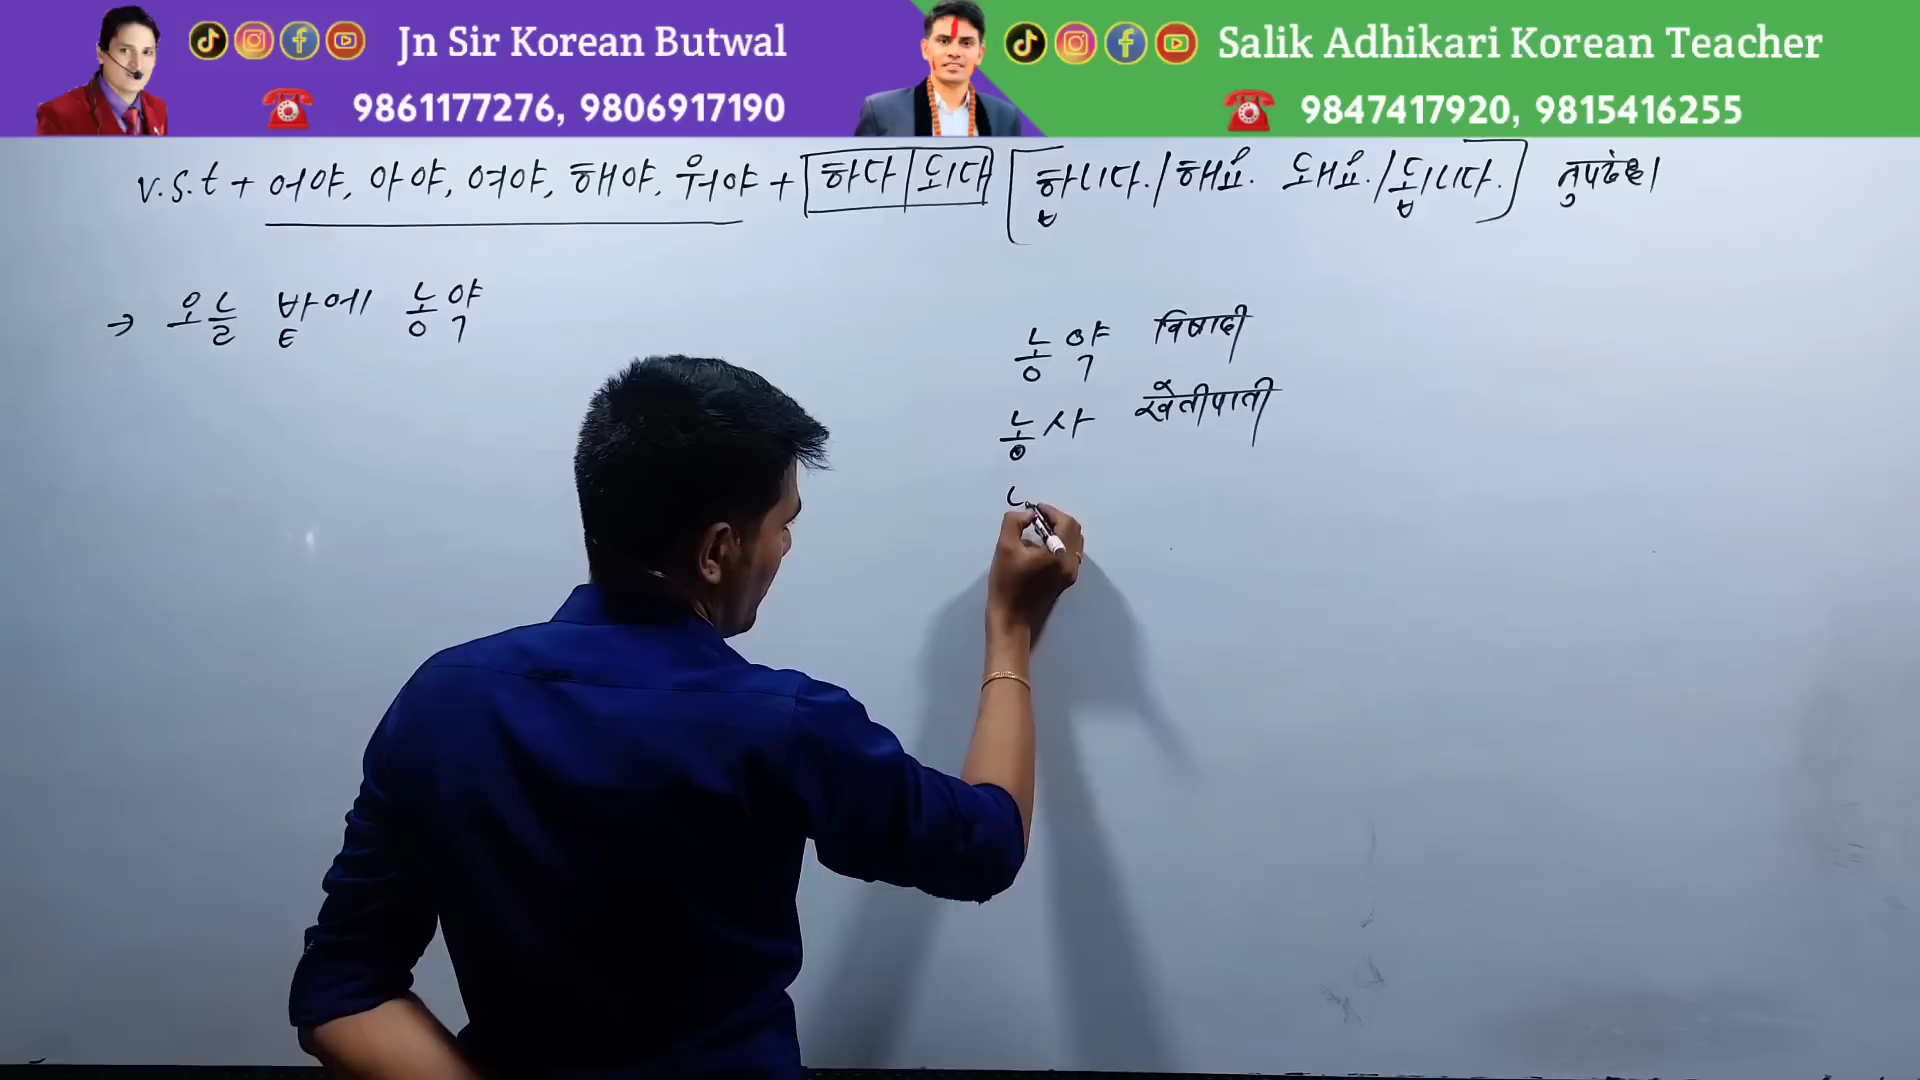 Jn Sir Korean Butwal
9861177276, 9806917190
Salik Adhikari Korean Teacher
9847417920, 9815416255
v.s.t + 어야, 아야, 여야, 해야, 워야 + 하다 | 되다 [합니다. / 해요. 돼요. / 됩니다.]
→ 오늘 밭에 농약
농약 विषादी
농사 खेतीपाती
ㄴ